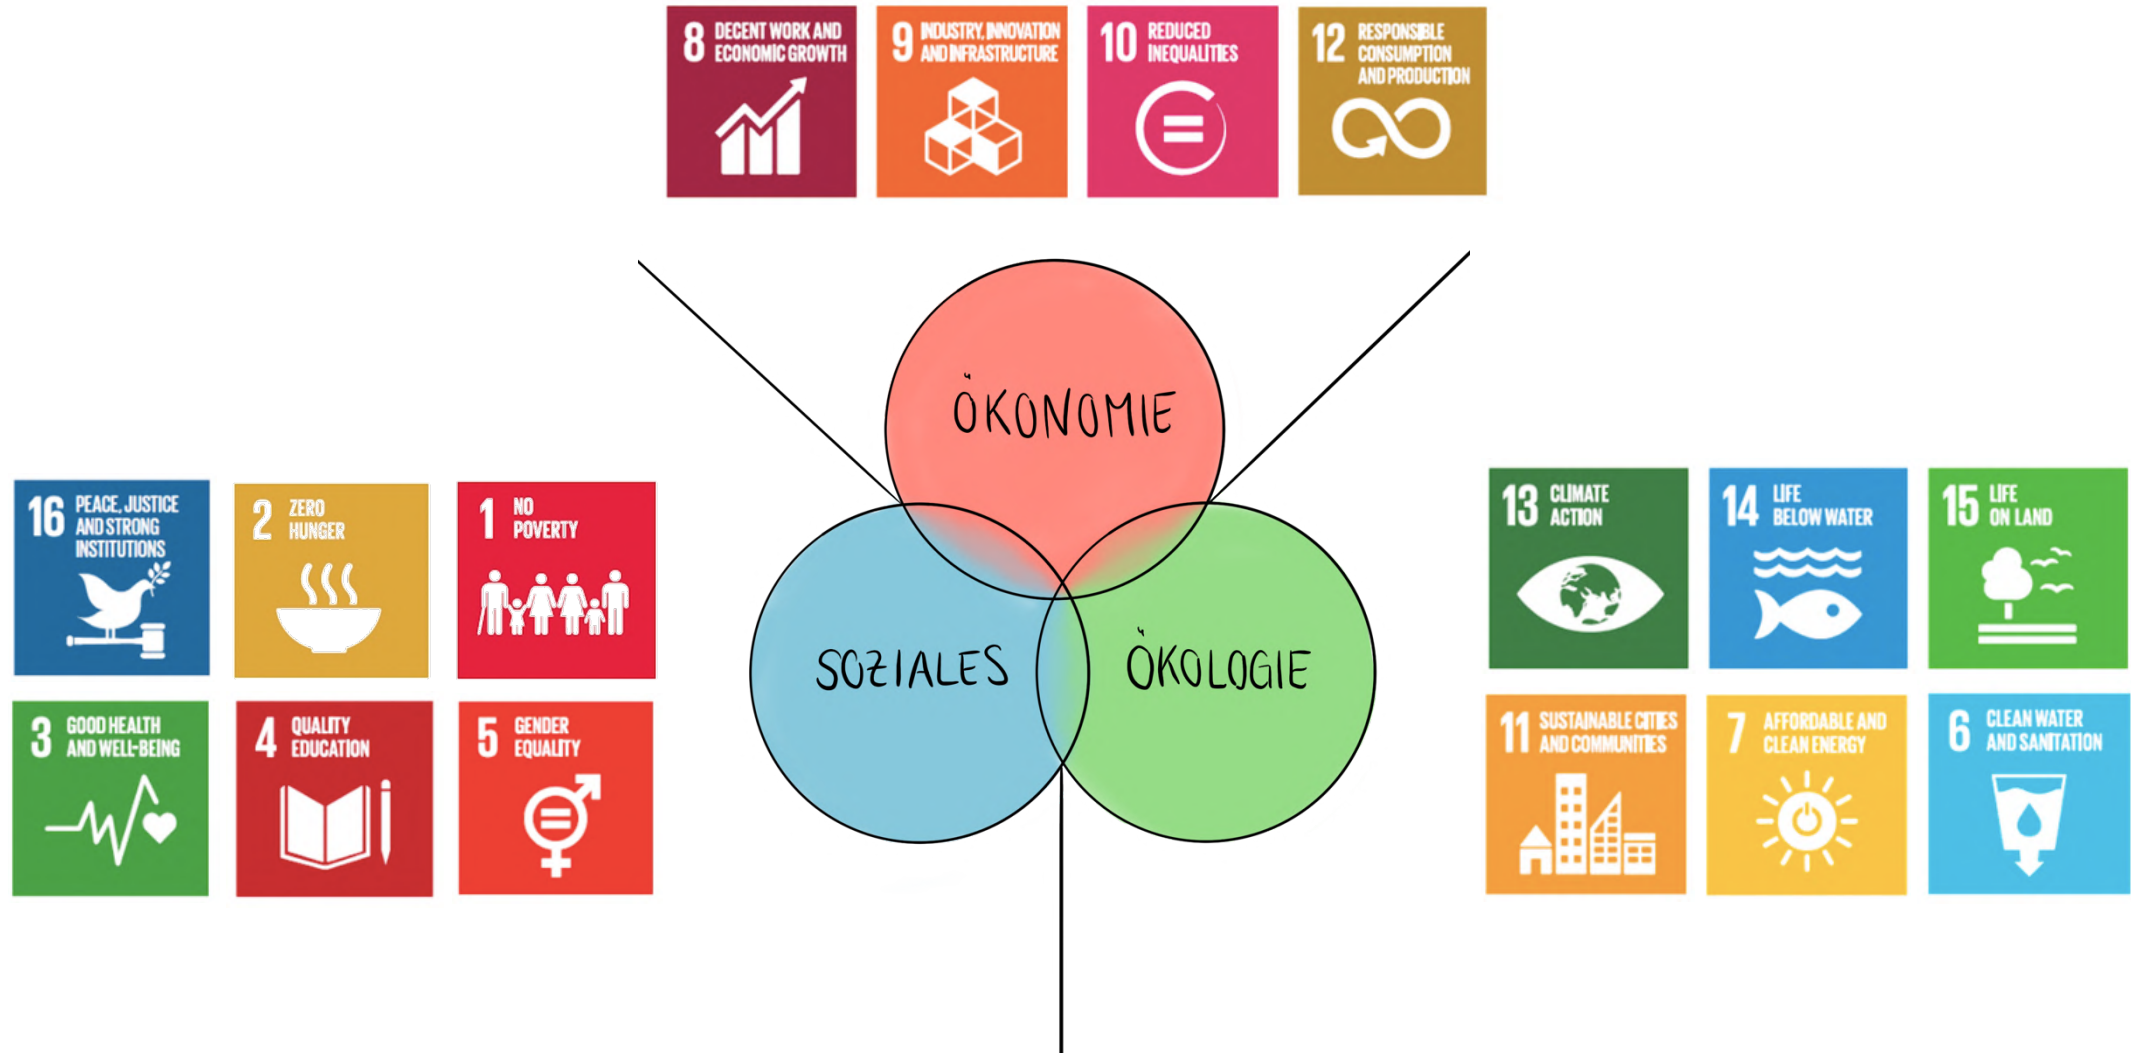 8 DECENT WORK AND
ECONOMIC GROWTH
9 INDUSTRY, INNOVATION
AND INFRASTRUCTURE
10 REDUCED
INEQUALITIES
12 RESPONSIBLE
CONSUMPTION
AND PRODUCTION
ÖKONOMIE
16 PEACE, JUSTICE
AND STRONG
INSTITUTIONS
2 ZERO
HUNGER
1 NO
POVERTY
3 GOOD HEALTH
AND WELL-BEING
4 QUALITY
EDUCATION
5 GENDER
EQUALITY
SOZIALES
ÖKOLOGIE
13 CLIMATE
ACTION
14 LIFE
BELOW WATER
15 LIFE
ON LAND
11 SUSTAINABLE CITIES
AND COMMUNITIES
7 AFFORDABLE AND
CLEAN ENERGY
6 CLEAN WATER
AND SANITATION